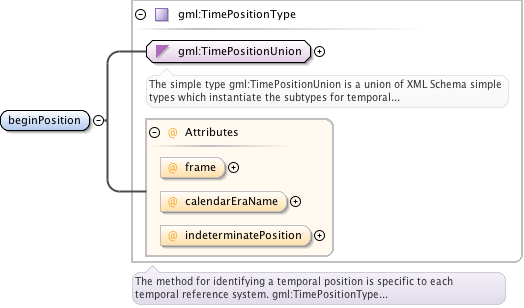 gml:TimePositionType
gml:TimePositionUnion
The simple type gml:TimePositionUnion is a union of XML Schema simple
types which instantiate the subtypes for temporal...
beginPosition
@ Attributes
@ frame
@ calendarEraName
@ indeterminatePosition
The method for identifying a temporal position is specific to each
temporal reference system. gml:TimePositionType...